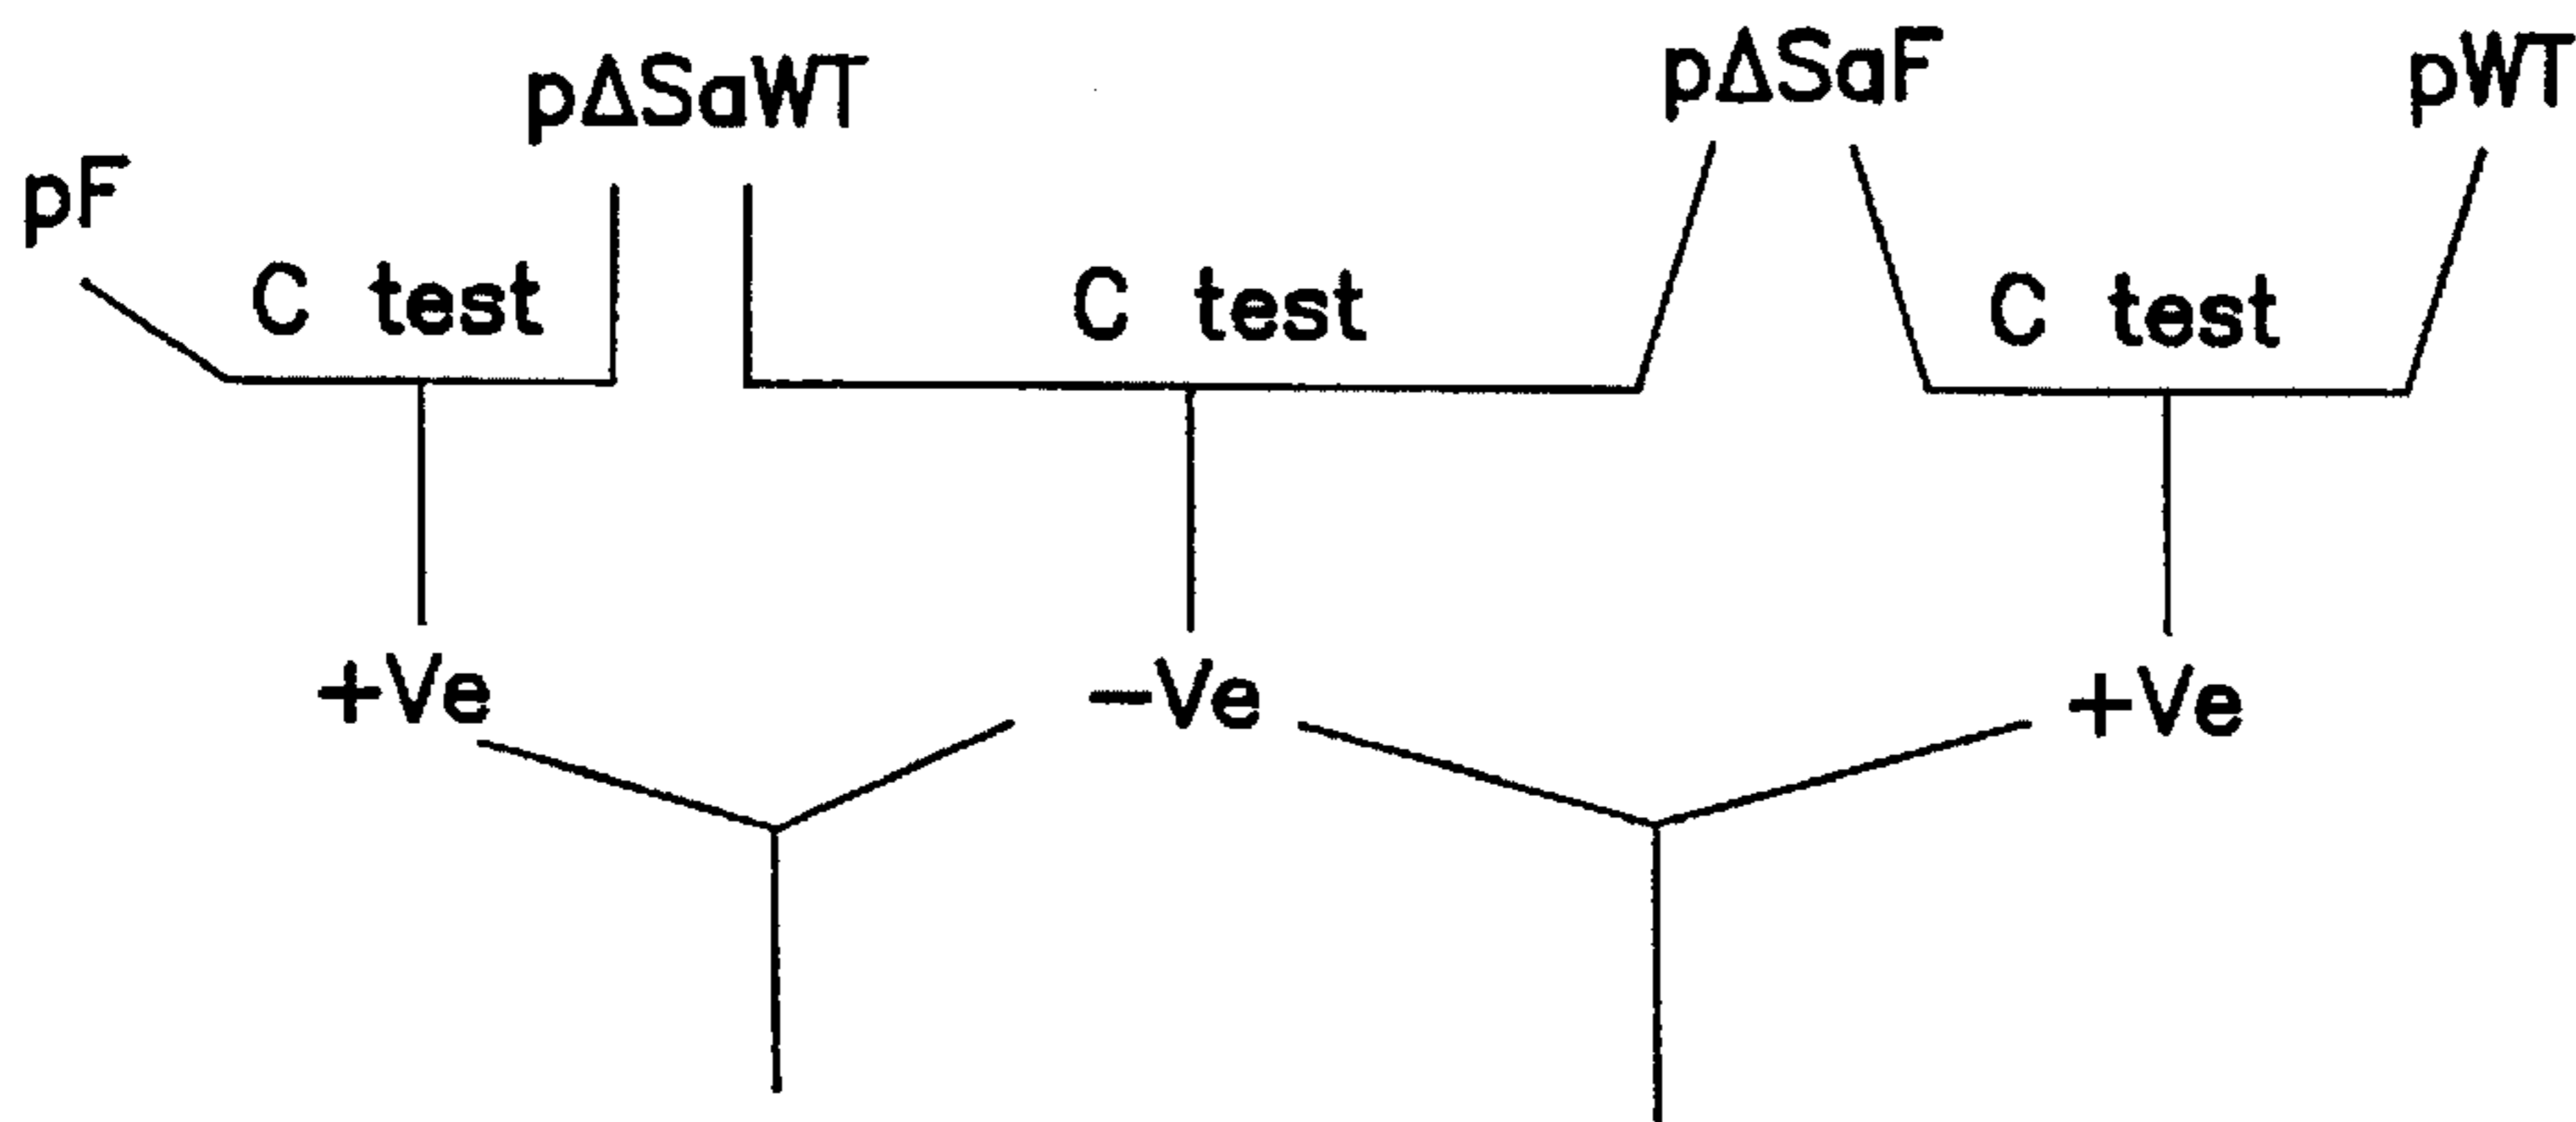 pF
pΔSaWT
pΔSaF
pWT
C test
C test
C test
+Ve
-Ve
+Ve